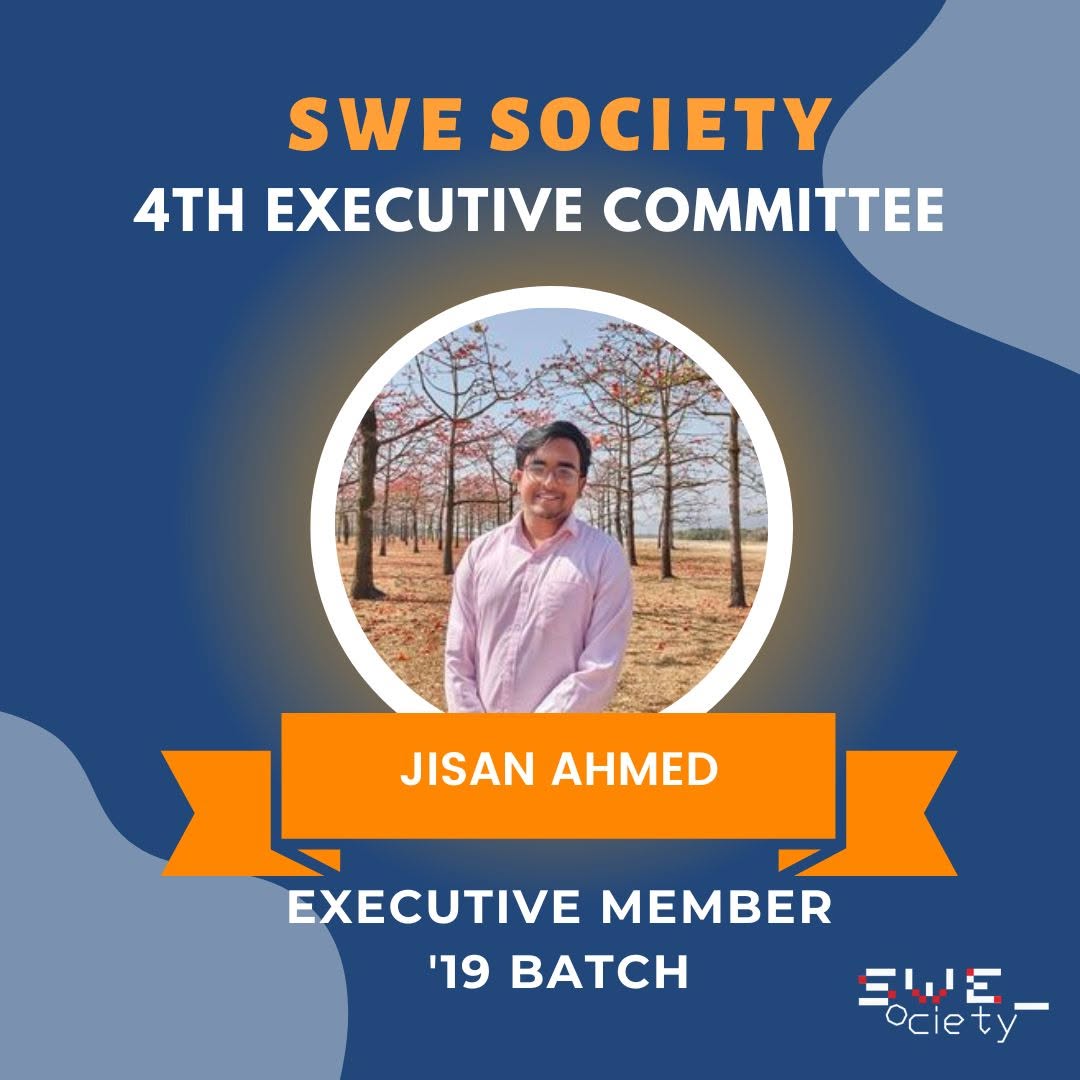 SWE SOCIETY
4TH EXECUTIVE COMMITTEE
JISAN AHMED
EXECUTIVE MEMBER
'19 BATCH
SWE_
ociety